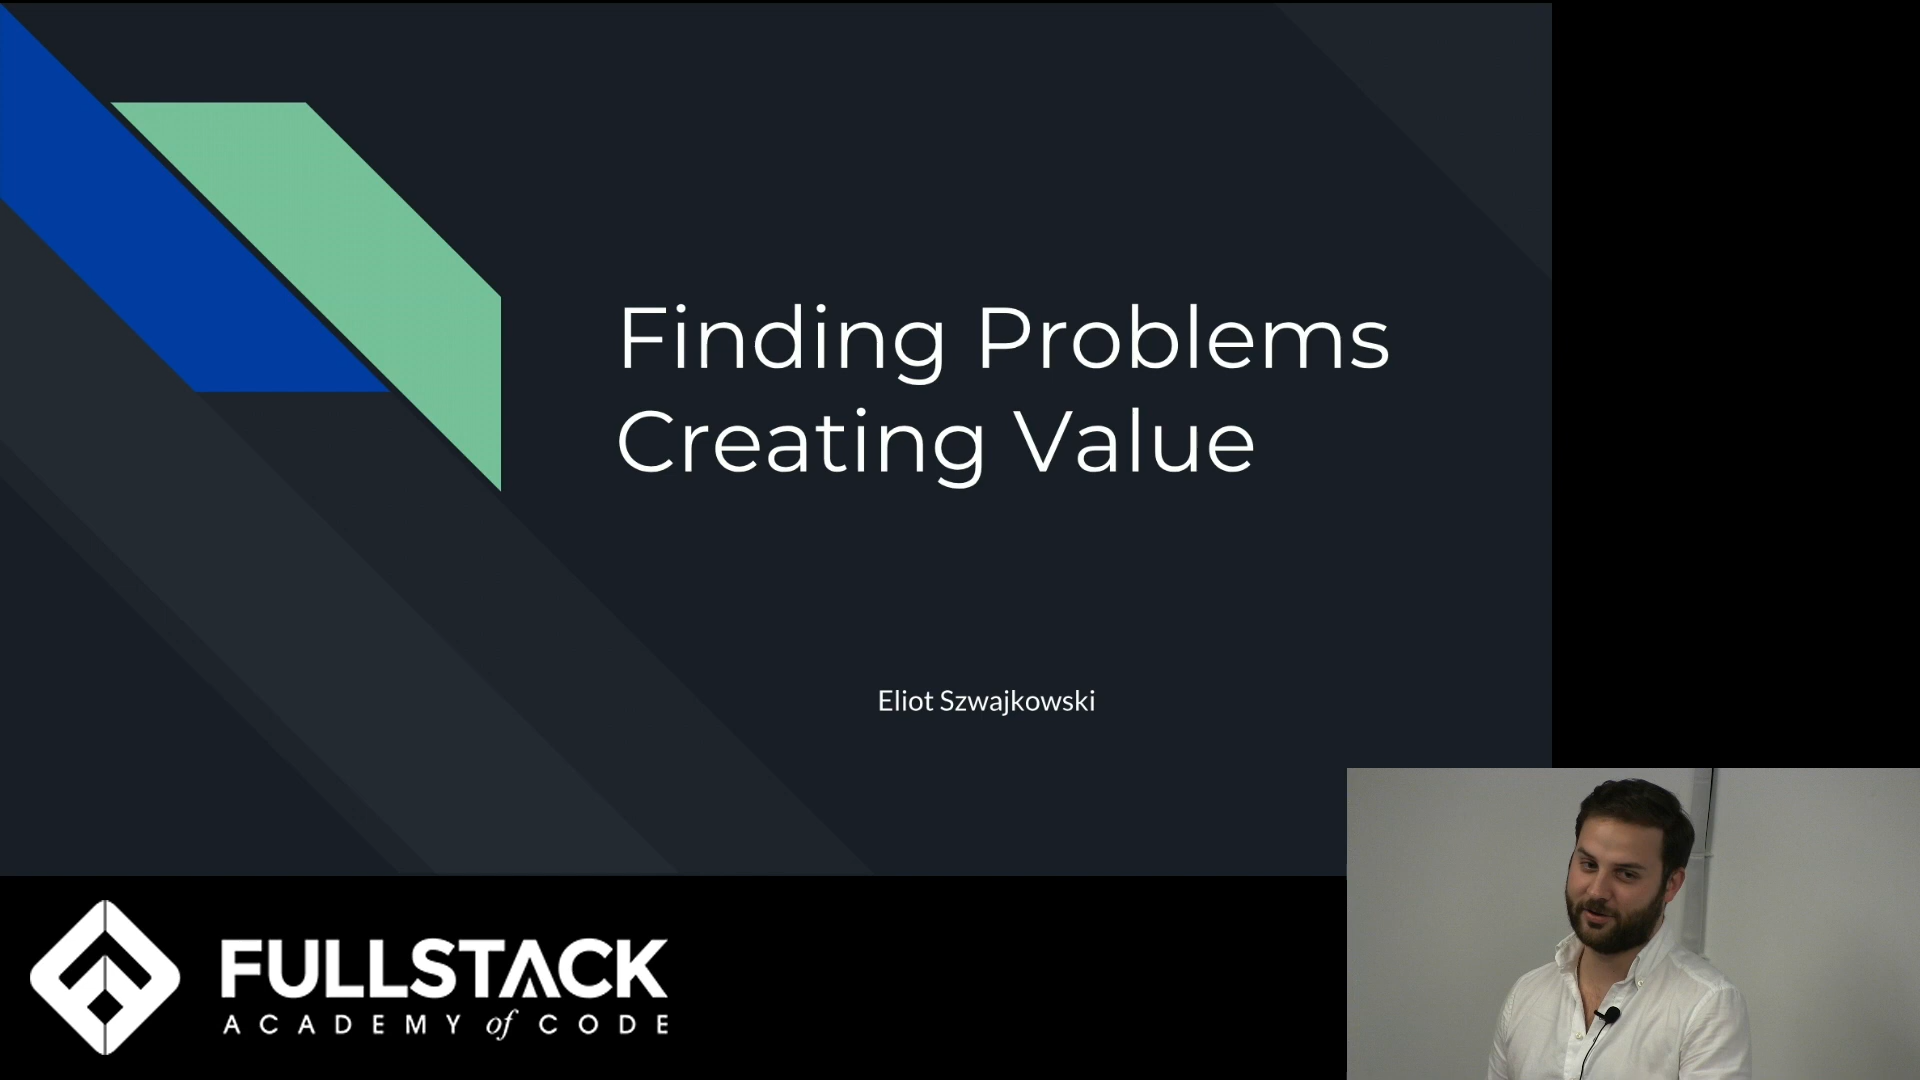 Finding Problems
Creating Value
Eliot Szwajkowski
FULLSTACK
ACADEMY of CODE